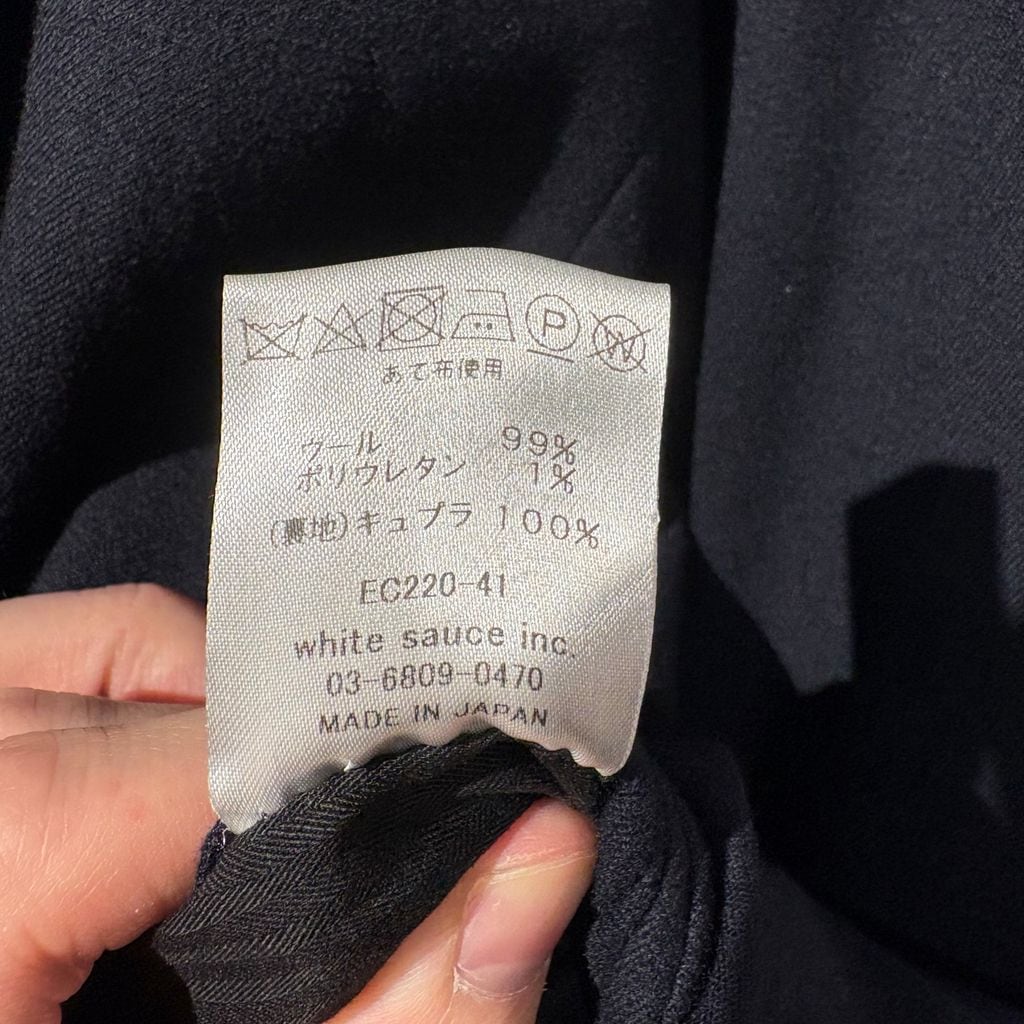 P W
あて布使用
ウール 99%
ポリウレタン 1%
(裏地)キュプラ 100%
EC220-41
white sauce inc.
03-6809-0470
MADE IN JAPAN